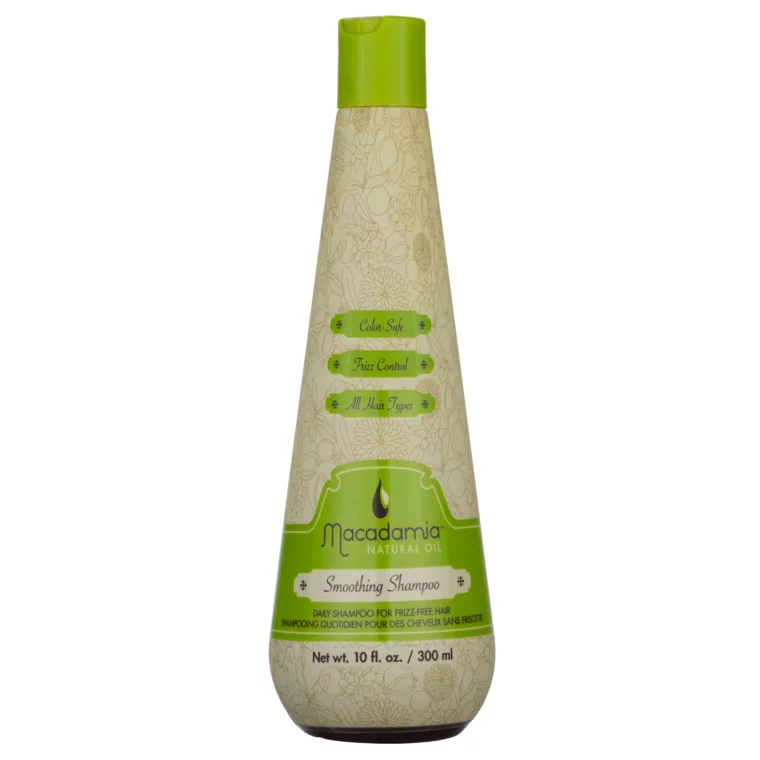 Color-Safe
Frizz Control
All Hair Types
Macadamia™
NATURAL OIL
Smoothing Shampoo
DAILY SHAMPOO FOR FRIZZ-FREE HAIR
SHAMPOOING QUOTIDIEN POUR DES CHEVEUX SANS FRISOTTIS
Net wt. 10 fl. oz. / 300 ml